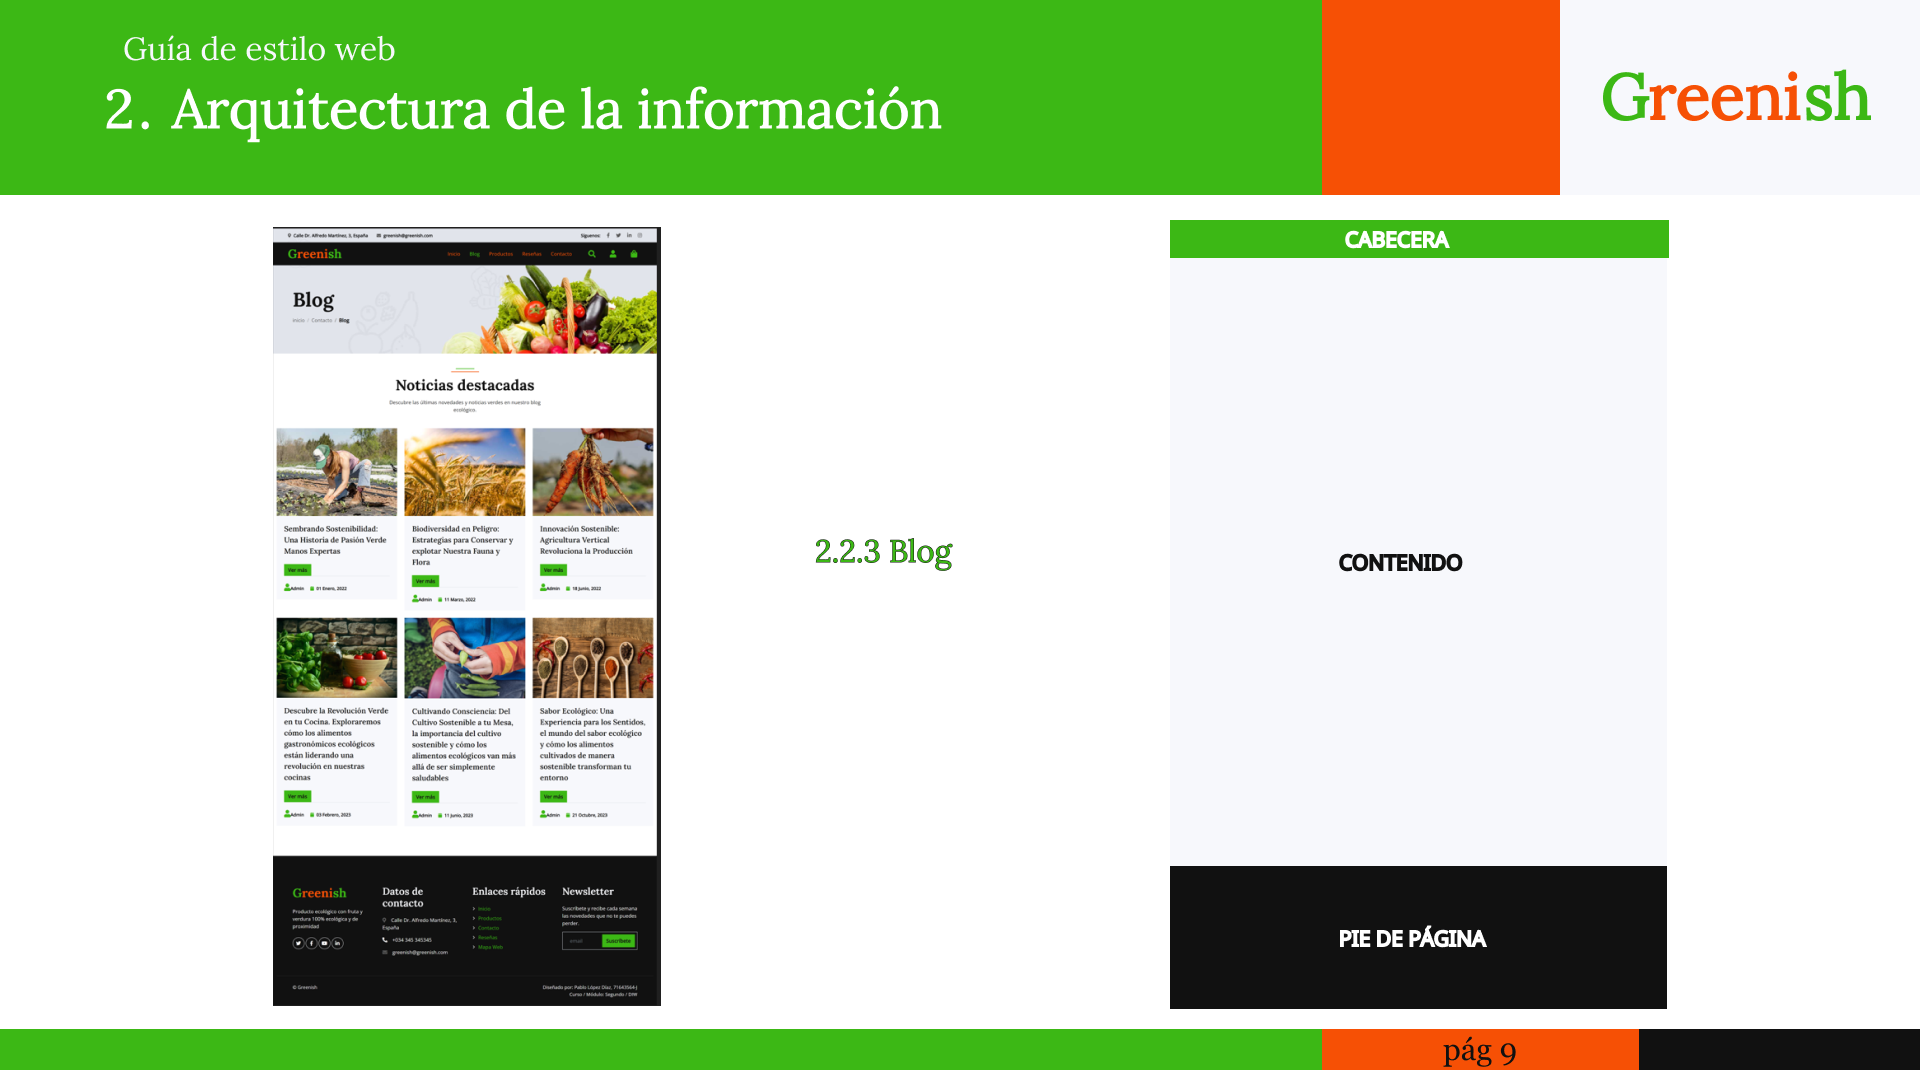 Guía de estilo web
2. Arquitectura de la información
Greenish
Calle Dr. Alfredo Martínez, 3, España greenish@greenish.com Síguenos:
Greenish
Inicio Blog Productos Reseñas Contacto
Blog
Inicio / Contacto / Blog
Noticias destacadas
Descubre las últimas novedades y noticias verdes en nuestro blog
ecológico.
Sembrando Sostenibilidad:
Una Historia de Pasión Verde
Manos Expertas
Ver más
Admin 01 Enero, 2022
Biodiversidad en Peligro:
Estrategias para Conservar y
explotar Nuestra Fauna y
Flora
Ver más
Admin 11 Marzo, 2022
Innovación Sostenible:
Agricultura Vertical
Revoluciona la Producción
Ver más
Admin 18 Junio, 2022
Descubre la Revolución Verde
en tu Cocina. Exploraremos
cómo los alimentos
gastronómicos ecológicos
están liderando una
revolución en nuestras
cocinas
Ver más
Admin 03 Febrero, 2023
Cultivando Consciencia: Del
Cultivo Sostenible a tu Mesa,
la importancia del cultivo
sostenible y cómo los
alimentos ecológicos van más
allá de ser simplemente
saludables
Ver más
Admin 11 Junio, 2023
Sabor Ecológico: Una
Experiencia para los Sentidos,
el mundo del sabor ecológico
y cómo los alimentos
cultivados de manera
sostenible transforman tu
entorno
Ver más
Admin 21 Octubre, 2023
Greenish
Producto ecológico con fruta y
verdura 100% ecológica y de
proximidad
Datos de
contacto
Calle Dr. Alfredo Martínez, 3,
España
+034 345 345345
greenish@greenish.com
Enlaces rápidos
Inicio
Productos
Contacto
Reseñas
Mapa Web
Newsletter
Suscríbete y recibe cada semana
las novedades que no te puedes
perder.
email Suscríbete
© Greenish
Diseñado por: Pablo López Díaz, 71643564-J
Curso / Módulo: Segundo / DIW
2.2.3 Blog
CABECERA
CONTENIDO
PIE DE PÁGINA
pág 9